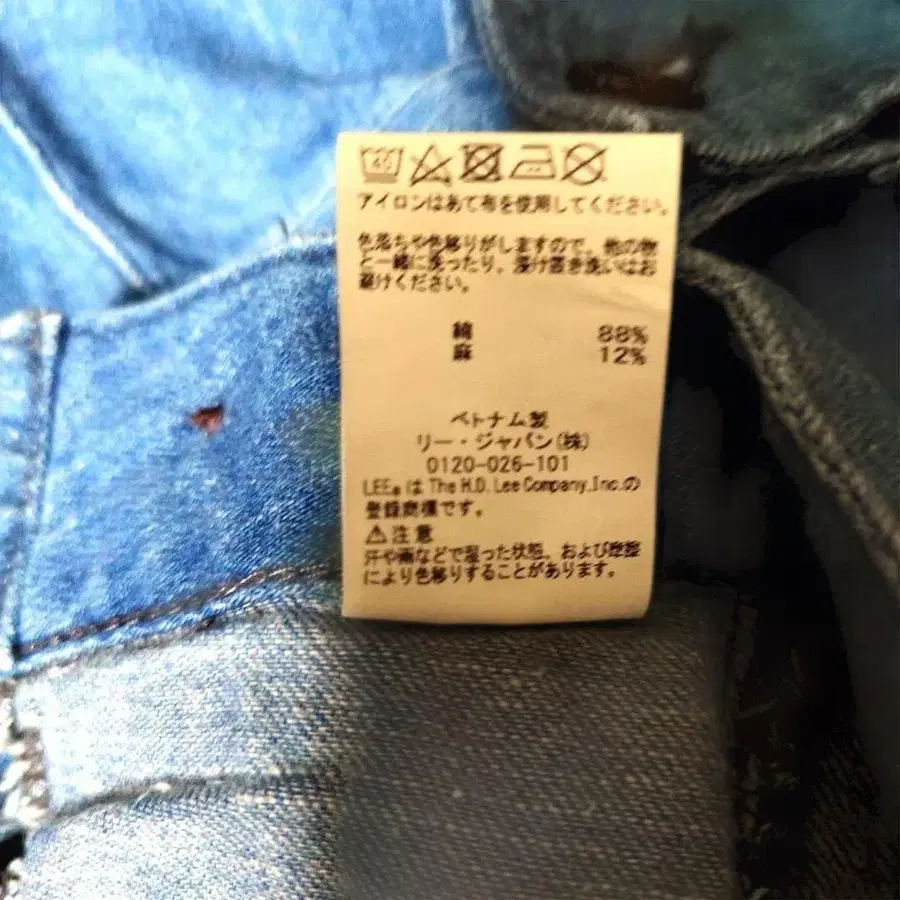 40
アイロンはあて布を使用してください。
色落ちや色移りがしますので、他の物
と一緒に洗ったり、浸け置き洗いはお
避けください。
綿 88%
麻 12%
ベトナム製
リー・ジャパン(株)
0120-026-101
LEE®は The H.D. Lee Company,Inc.の
登録商標です。
⚠注意
汗や雨などで湿った状態、および摩擦
により色移りすることがあります。